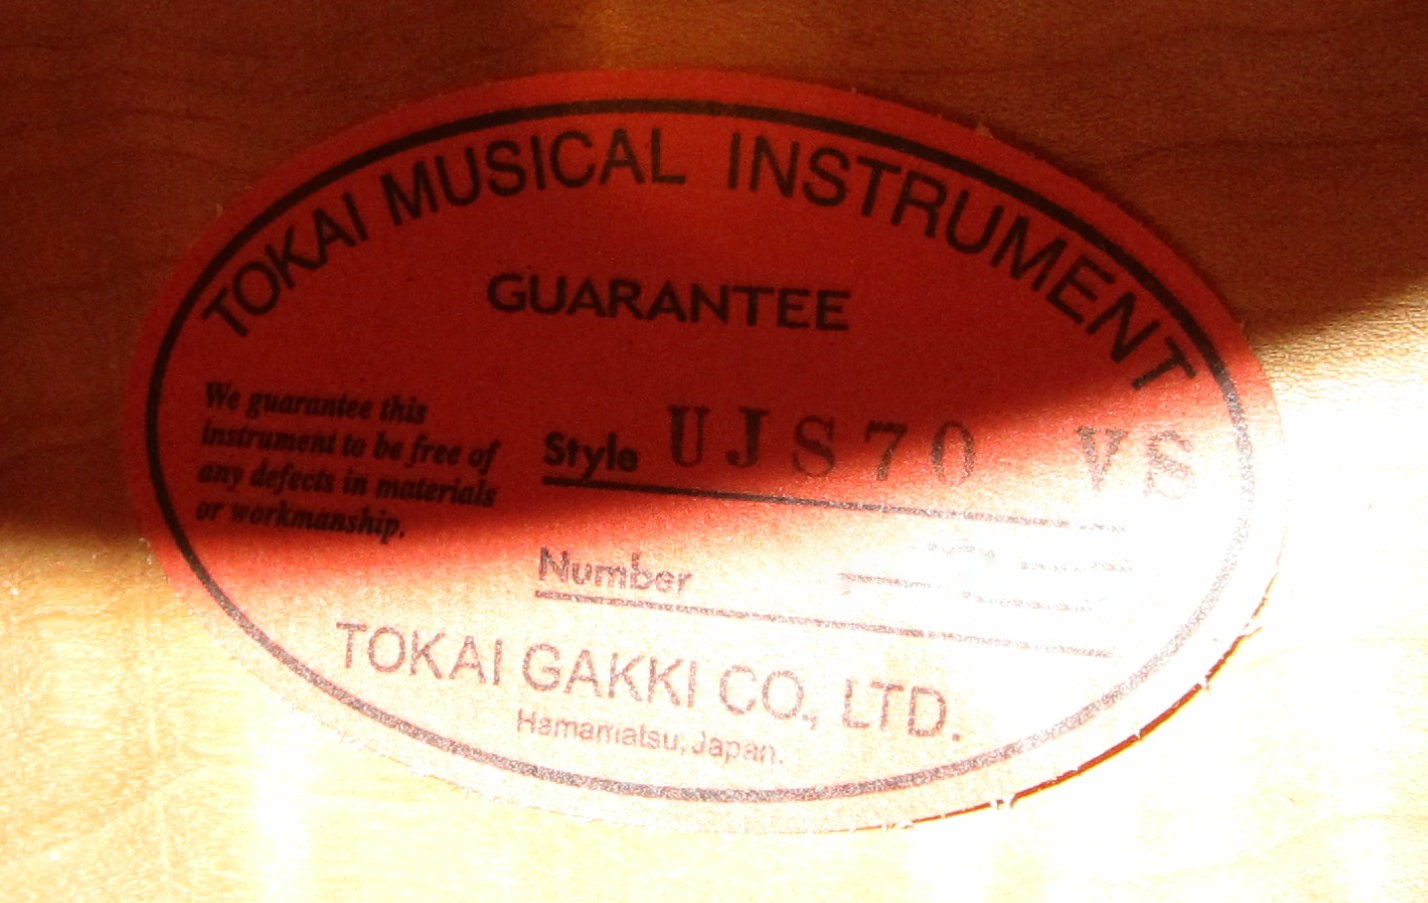 TOKAI MUSICAL INSTRUMENT
GUARANTEE
We guarantee this
instrument to be free of
any defects in materials
or workmanship.
Style UJS70 VS
Number
TOKAI GAKKI CO., LTD.
Hamamatsu, Japan.